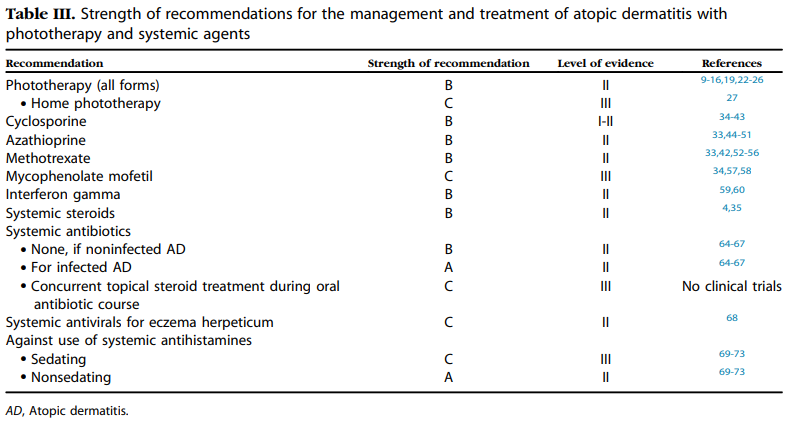 Table III. Strength of recommendations for the management and treatment of atopic dermatitis with
phototherapy and systemic agents
Recommendation Strength of recommendation Level of evidence References
Phototherapy (all forms) B II 9-16,19,22-26
• Home phototherapy C III 27
Cyclosporine B I-II 34-43
Azathioprine B II 33,44-51
Methotrexate B II 33,42,52-56
Mycophenolate mofetil C III 34,57,58
Interferon gamma B II 59,60
Systemic steroids B II 4,35
Systemic antibiotics
• None, if noninfected AD B II 64-67
• For infected AD A II 64-67
• Concurrent topical steroid treatment during oral C III No clinical trials
antibiotic course
Systemic antivirals for eczema herpeticum C II 68
Against use of systemic antihistamines
• Sedating C III 69-73
• Nonsedating A II 69-73
AD, Atopic dermatitis.